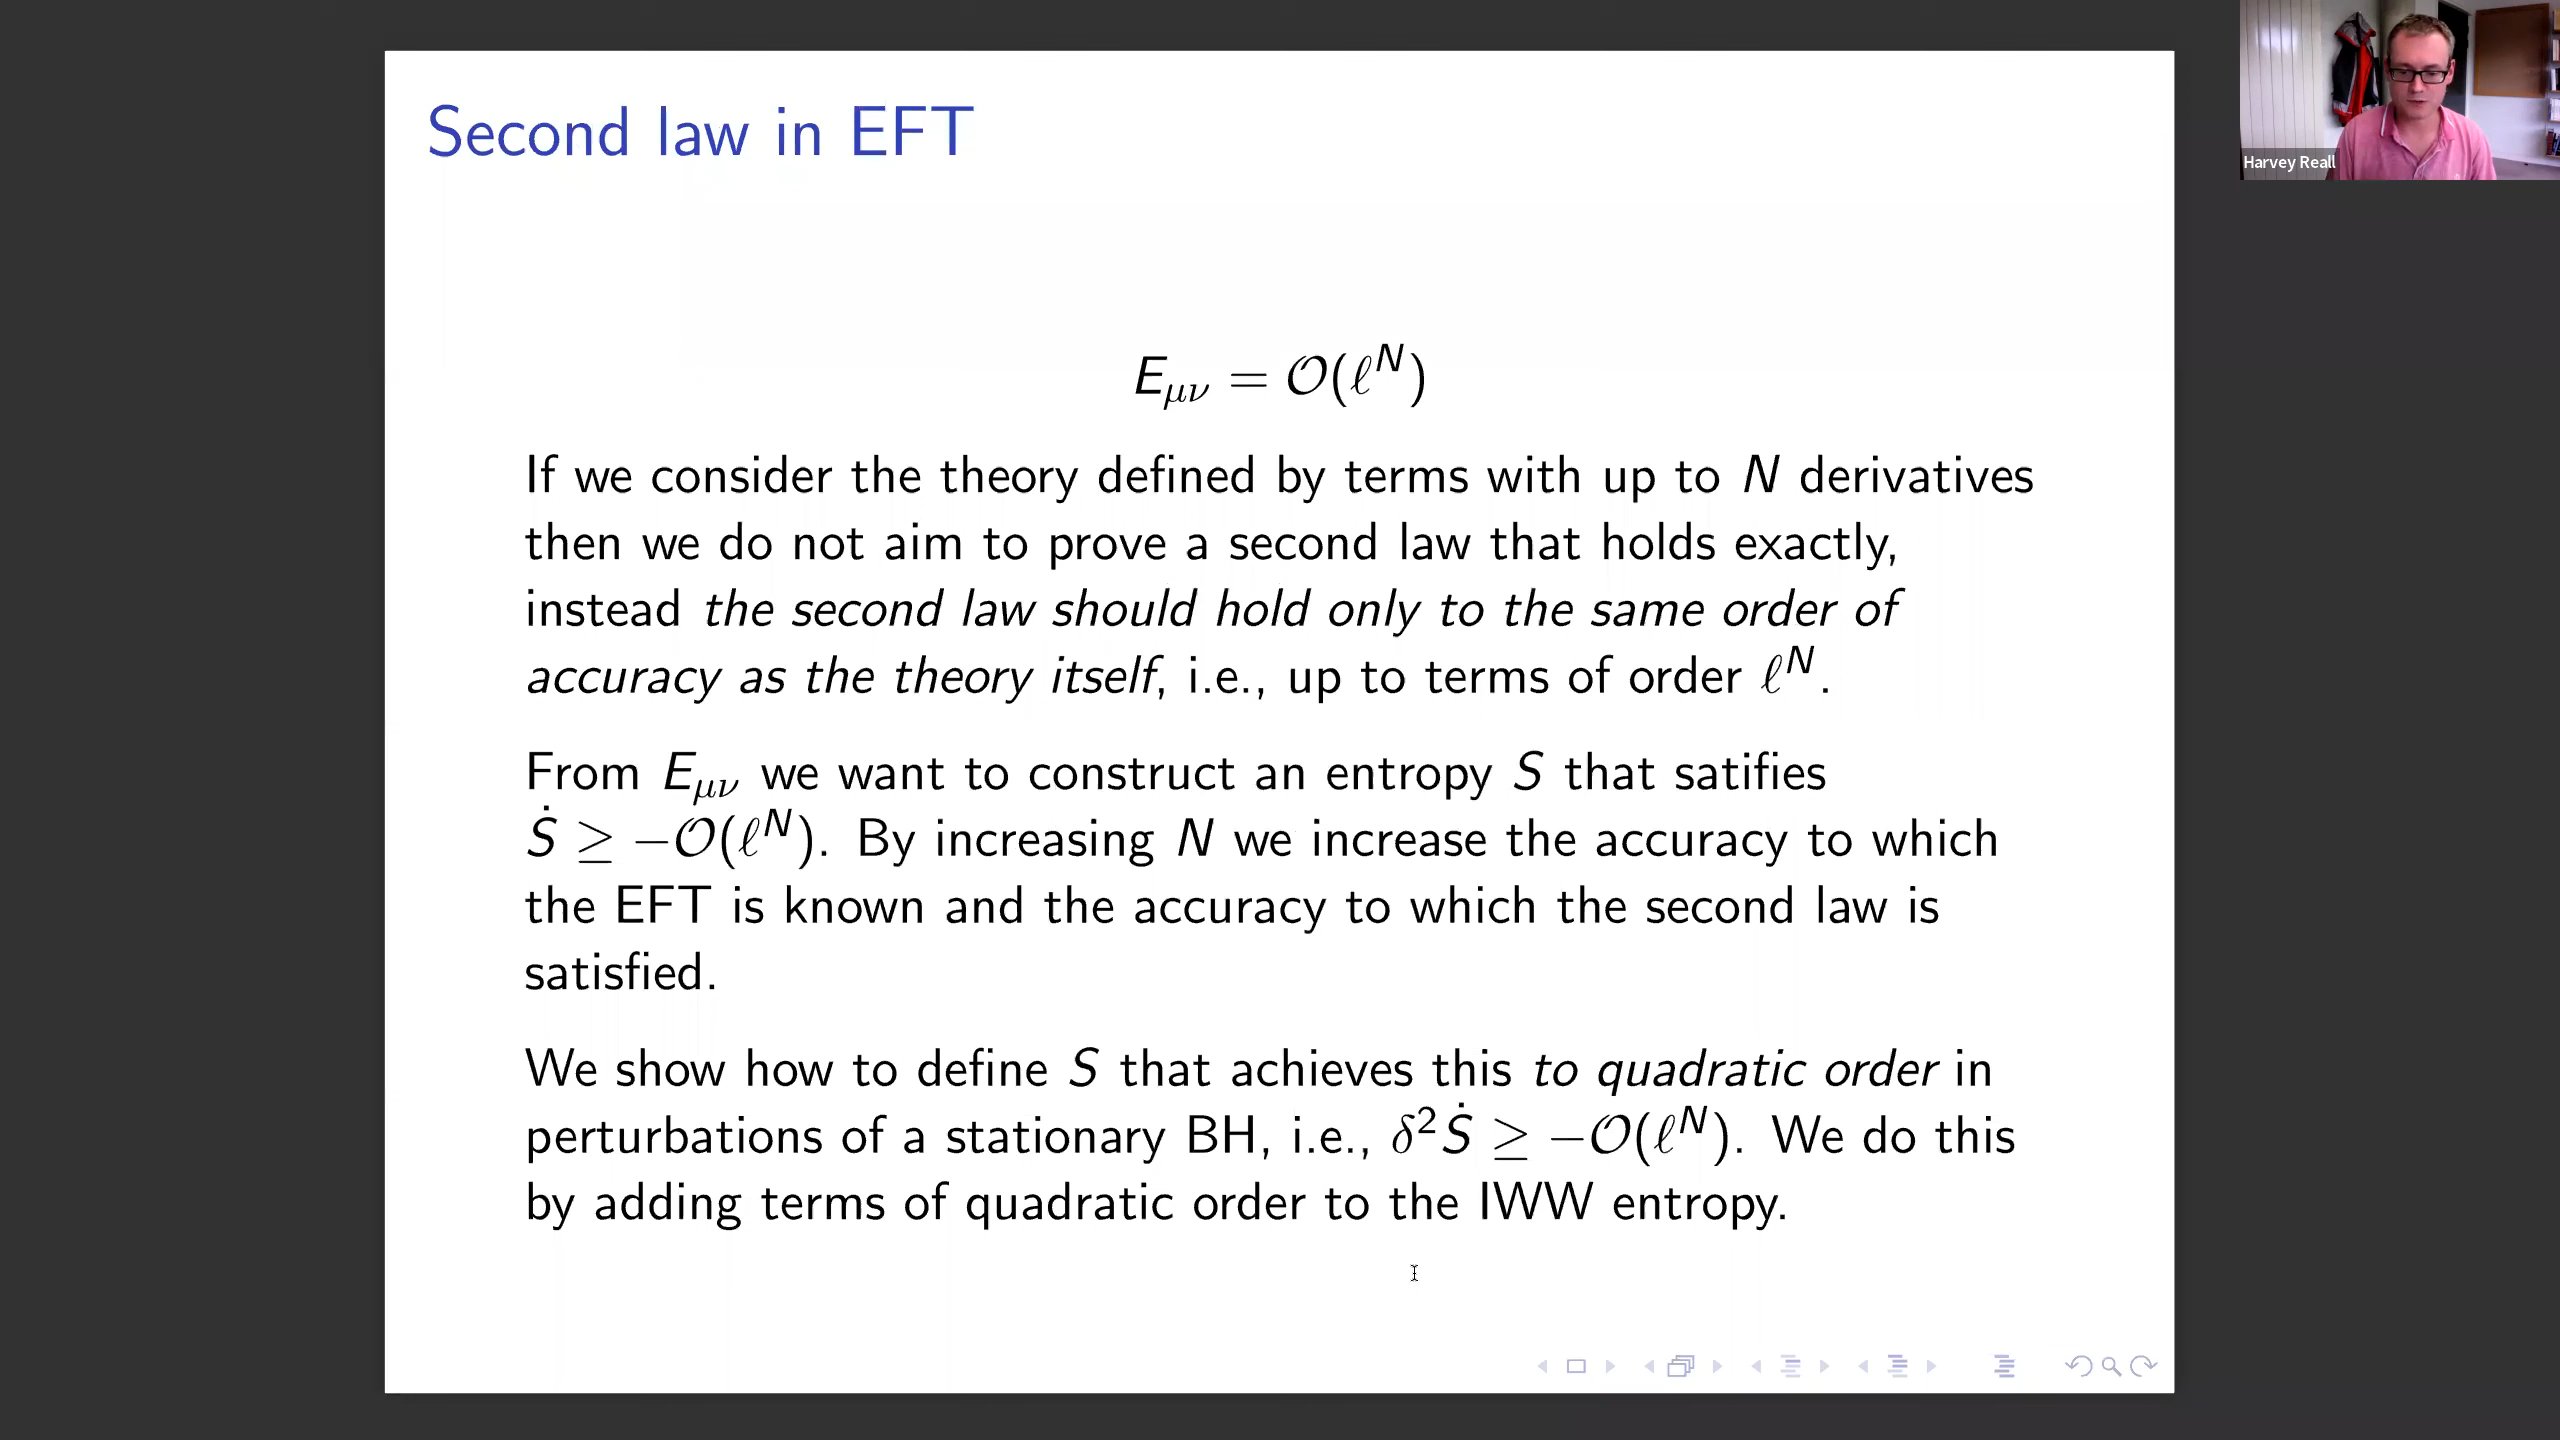 Second law in EFT
Harvey Reall
E_{μν} = 𝒪(ℓ^N)
If we consider the theory defined by terms with up to N derivatives
then we do not aim to prove a second law that holds exactly,
instead the second law should hold only to the same order of
accuracy as the theory itself, i.e., up to terms of order ℓ^N.
From E_{μν} we want to construct an entropy S that satifies
Ṡ ≥ −𝒪(ℓ^N). By increasing N we increase the accuracy to which
the EFT is known and the accuracy to which the second law is
satisfied.
We show how to define S that achieves this to quadratic order in
perturbations of a stationary BH, i.e., δ²Ṡ ≥ −𝒪(ℓ^N). We do this
by adding terms of quadratic order to the IWW entropy.